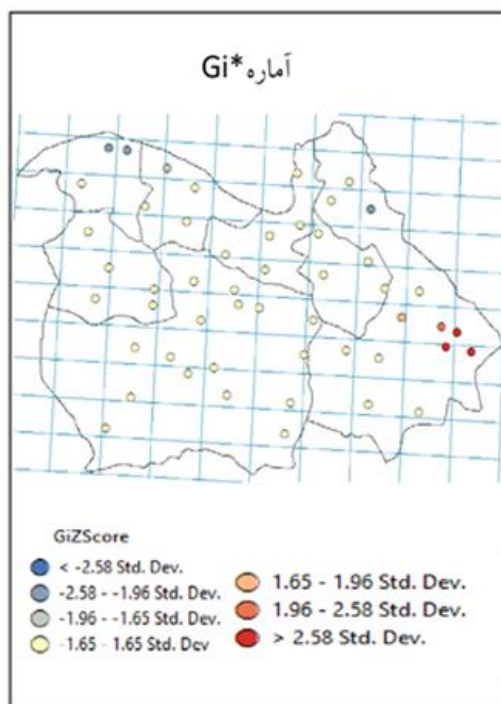 آماره Gi*
GiZScore
< -2.58 Std. Dev.
-2.58 - -1.96 Std. Dev.
-1.96 - -1.65 Std. Dev.
-1.65 - 1.65 Std. Dev
1.65 - 1.96 Std. Dev.
1.96 - 2.58 Std. Dev.
> 2.58 Std. Dev.